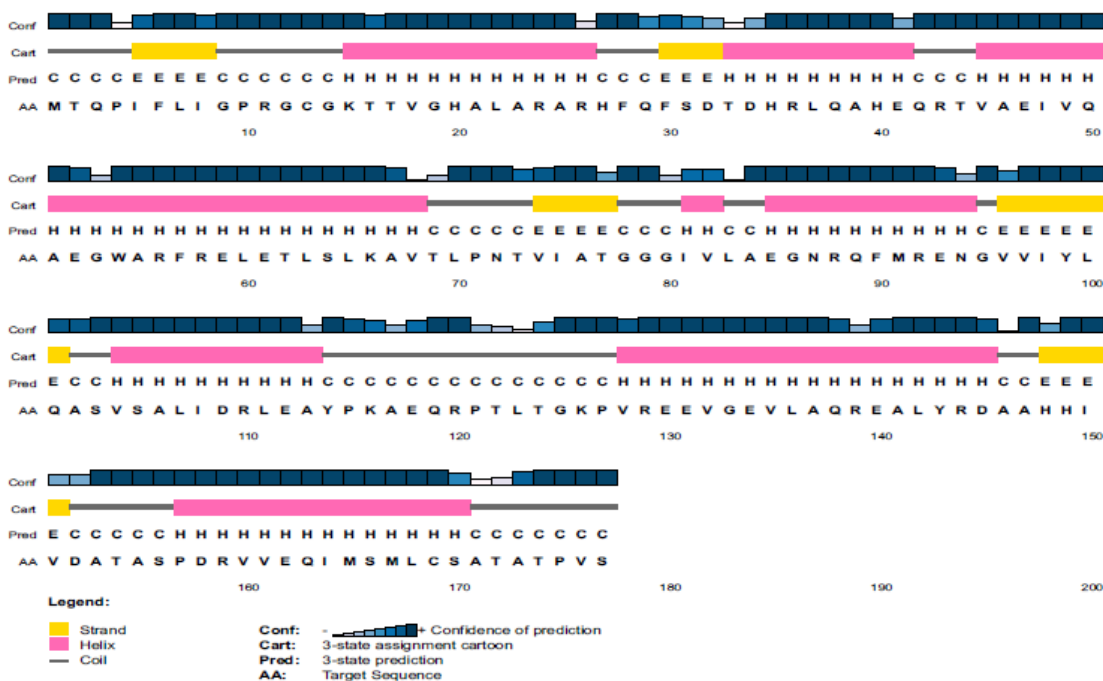 Conf
Cart
Pred C C C C E E E E C C C C C C H H H H H H H H H H H H C C C E E E H H H H H H H H H C C C H H H H H H
AA M T Q P I F L I G P R G C G K T T V G H A L A R A R H F Q F S D T D H R L Q A H E Q R T V A E I V Q
10 20 30 40 50
Conf
Cart
Pred H H H H H H H H H H H H H H H H H H C C C C C E E E E C C C H H C C H H H H H H H H H H C E E E E E
AA A E G W A R F R E L E T L S L K A V T L P N T V I A T G G G I V L A E G N R Q F M R E N G V V I Y L
60 70 80 90 100
Conf
Cart
Pred E C C H H H H H H H H H H C C C C C C C C C C C C C C H H H H H H H H H H H H H H H H H H C C E E E
AA Q A S V S A L I D R L E A Y P K A E Q R P T L T G K P V R E E V G E V L A Q R E A L Y R D A A H H I
110 120 130 140 150
Conf
Cart
Pred E C C C C C H H H H H H H H H H H H H H C C C C C C C
AA V D A T A S P D R V V E Q I M S M L C S A T A T P V S
160 170 180 190 200
Legend:
Strand Conf: - + Confidence of prediction
Helix Cart: 3-state assignment cartoon
Coil Pred: 3-state prediction
AA: Target Sequence